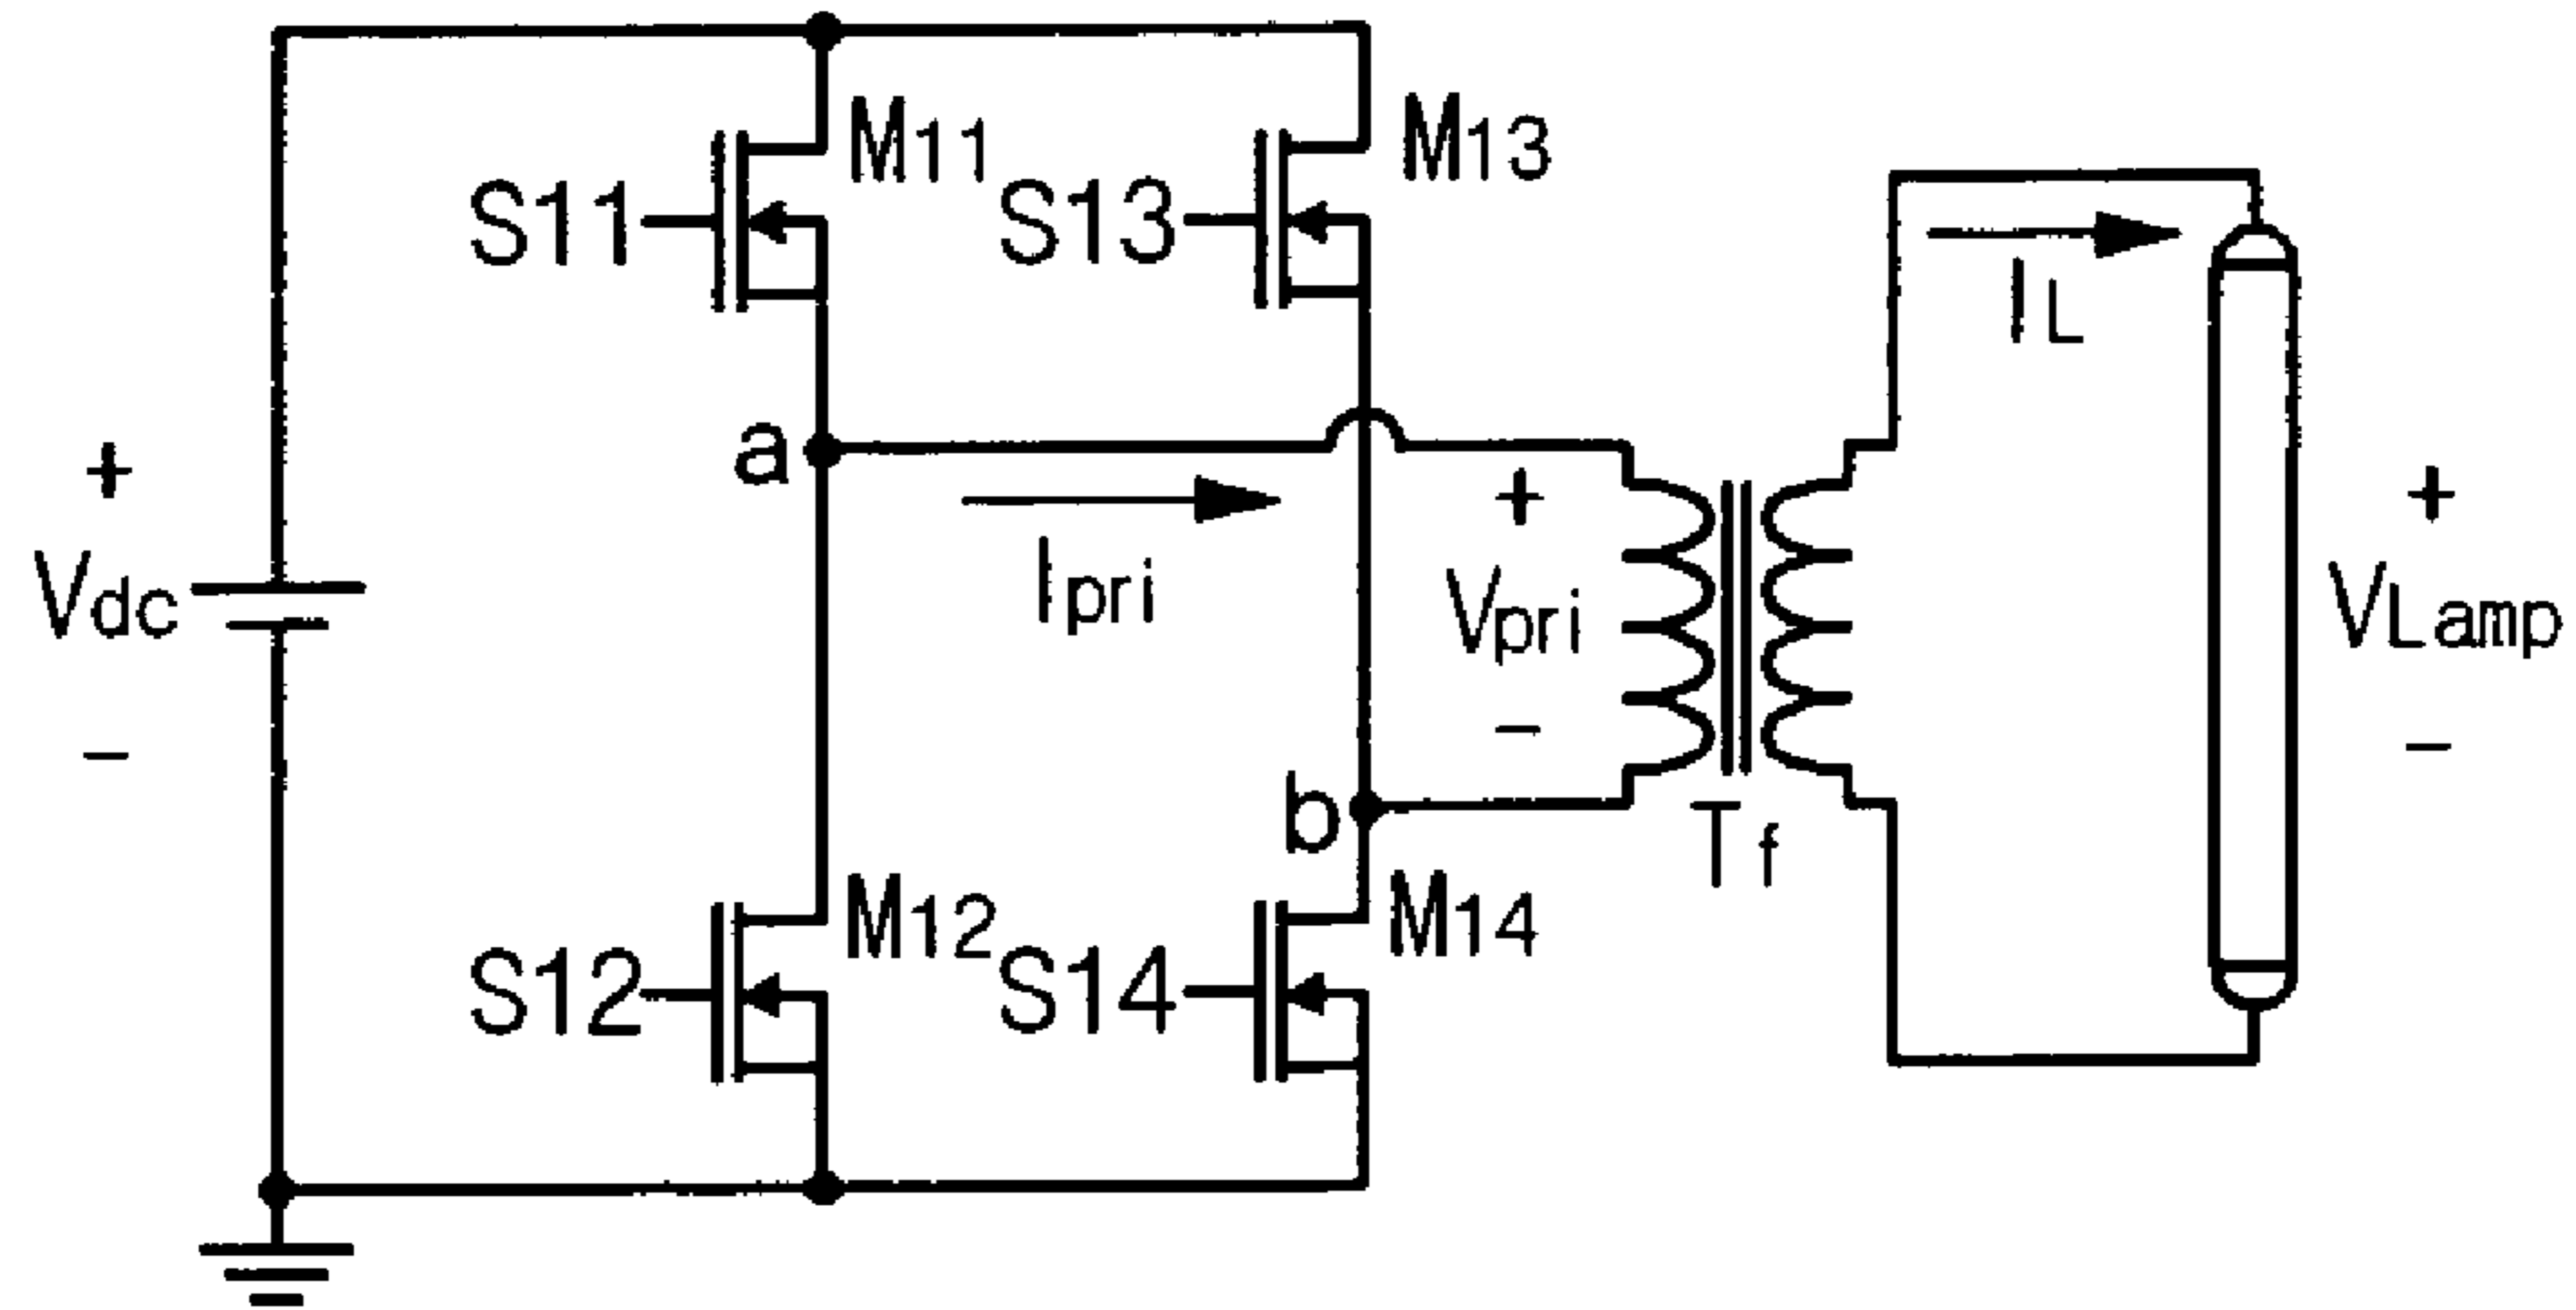 M11
M13
S11
S13
IL
a
+
Vdc
−
Ipri
+
Vpri
−
+
VLamp
−
b
Tf
M12
M14
S12
S14